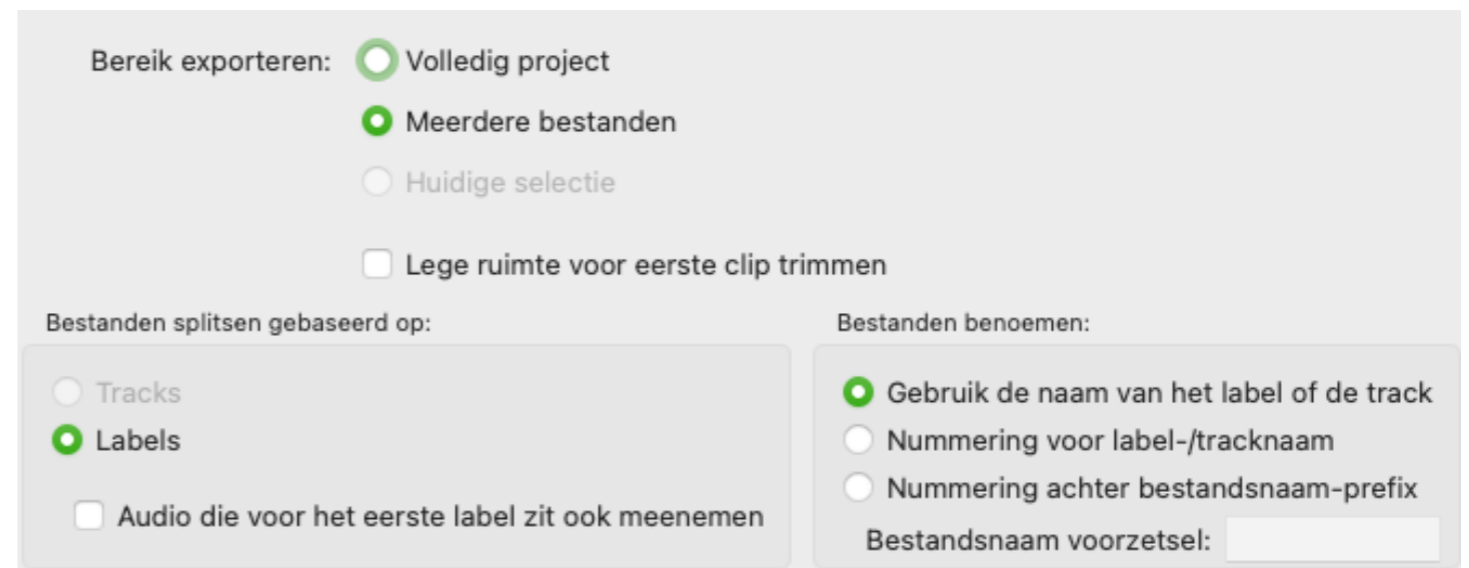 Bereik exporteren: Volledig project
Meerdere bestanden
Huidige selectie
Lege ruimte voor eerste clip trimmen
Bestanden splitsen gebaseerd op:
Tracks
Labels
Audio die voor het eerste label zit ook meenemen
Bestanden benoemen:
Gebruik de naam van het label of de track
Nummering voor label-/tracknaam
Nummering achter bestandsnaam-prefix
Bestandsnaam voorzetsel: